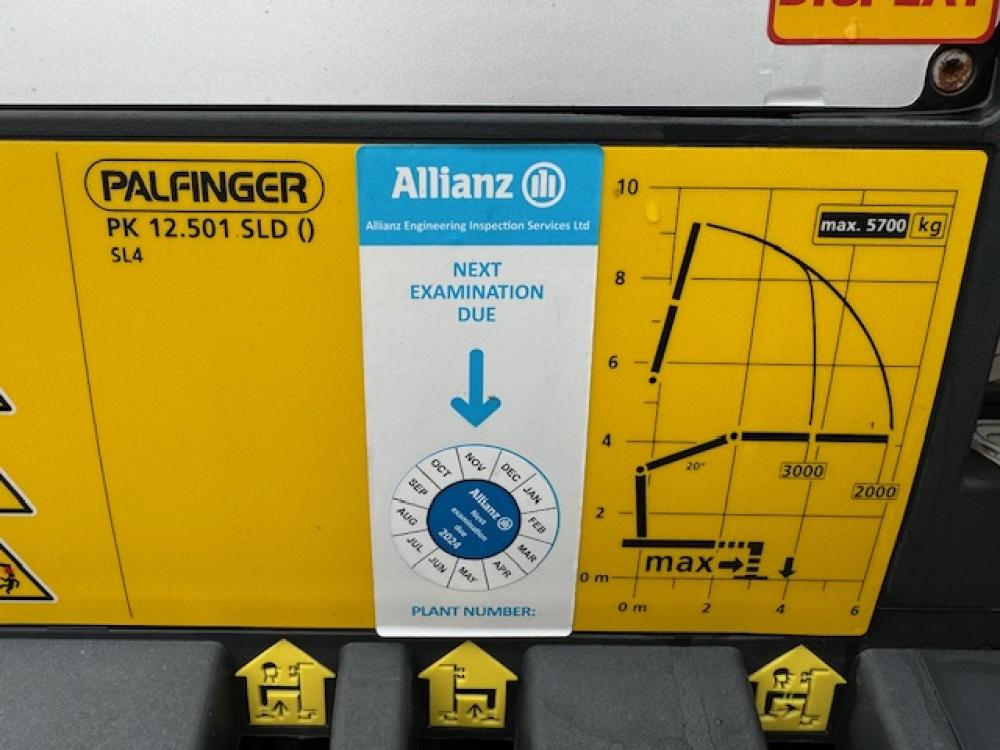 DISPLAY
PALFINGER
PK 12.501 SLD ()
SL4
Allianz
Allianz Engineering Inspection Services Ltd
NEXT
EXAMINATION
DUE
NOV
DEC
JAN
FEB
MAR
APR
MAY
JUN
JUL
AUG
SEP
OCT
Allianz
Next
examination
due
2024
PLANT NUMBER:
10
8
6
4
2
0 m
max. 5700 kg
20°
1
3000
2000
max
0 m
2
4
6